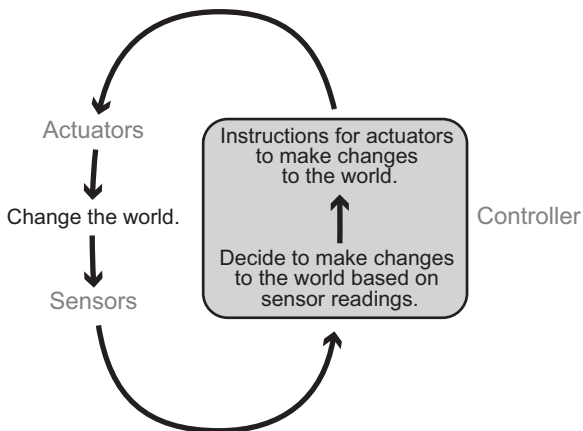 Actuators
Change the world.
Sensors
Instructions for actuators
to make changes
to the world.
Decide to make changes
to the world based on
sensor readings.
Controller